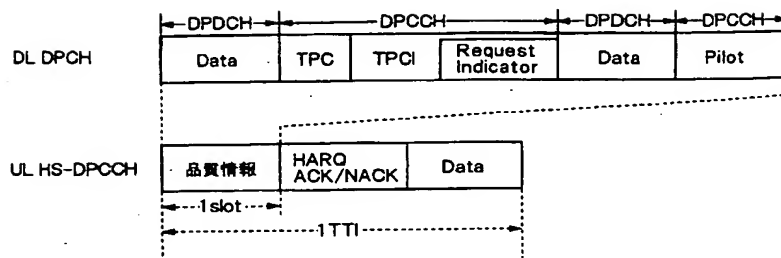 DPDCH DPCCH DPDCH DPCCH
DL DPCH Data TPC TPCI Request Indicator Data Pilot
UL HS-DPCCH 品質情報 HARQ ACK/NACK Data
1slot
1TTI